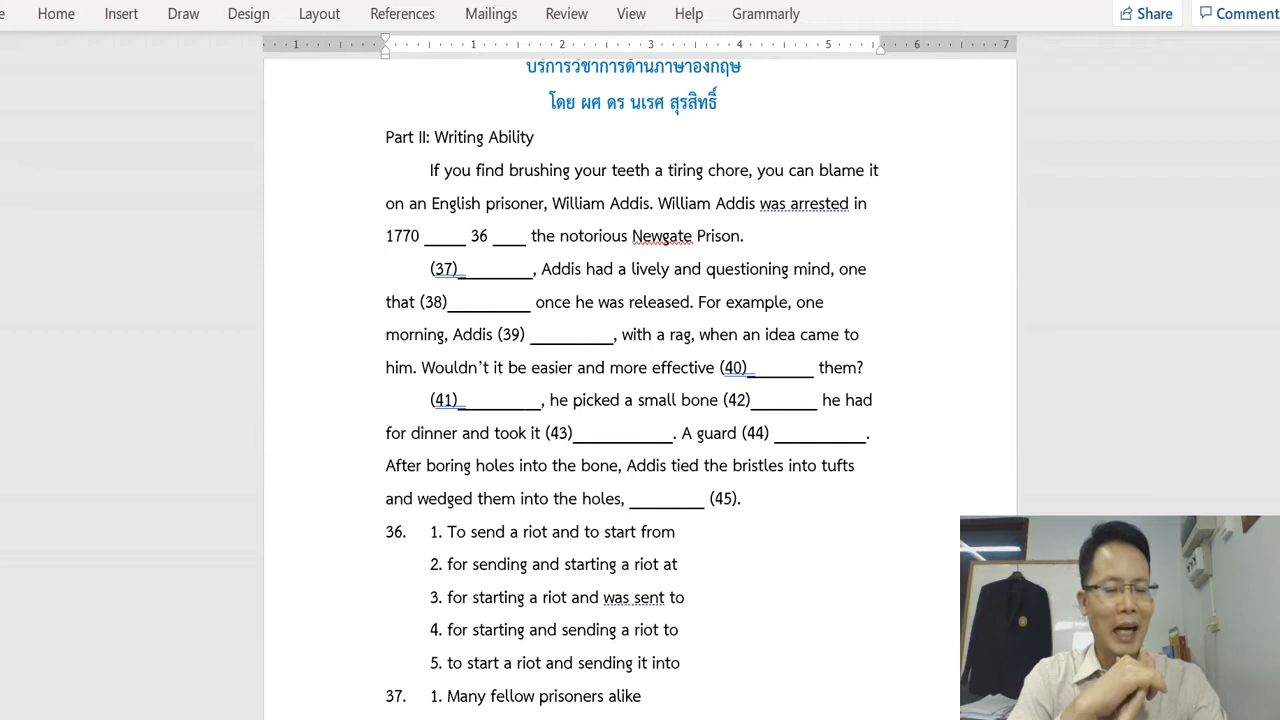 Home Insert Draw Design Layout References Mailings Review View Help Grammarly Share Comment
1 1 2 3 4 5 6 7
บริการวิชาการด้านภาษาอังกฤษ
โดย ผศ ดร นเรศ สุรสิทธิ์
Part II: Writing Ability
If you find brushing your teeth a tiring chore, you can blame it
on an English prisoner, William Addis. William Addis was arrested in
1770 _____ 36 ____ the notorious Newgate Prison.
(37)_________, Addis had a lively and questioning mind, one
that (38)__________ once he was released. For example, one
morning, Addis (39) __________, with a rag, when an idea came to
him. Wouldn’t it be easier and more effective (40)________ them?
(41)__________, he picked a small bone (42)________ he had
for dinner and took it (43)____________. A guard (44) ___________.
After boring holes into the bone, Addis tied the bristles into tufts
and wedged them into the holes, _________ (45).
36. 1. To send a riot and to start from
2. for sending and starting a riot at
3. for starting a riot and was sent to
4. for starting and sending a riot to
5. to start a riot and sending it into
37. 1. Many fellow prisoners alike